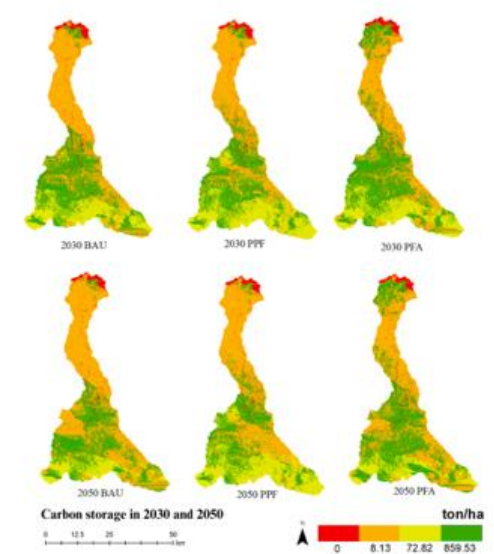 2030 BAU 2030 PPF 2030 PFA
2050 BAU 2050 PPF 2050 PFA
Carbon storage in 2030 and 2050
ton/ha
0 12.5 25 50
km
N
0 8.13 72.82 859.53